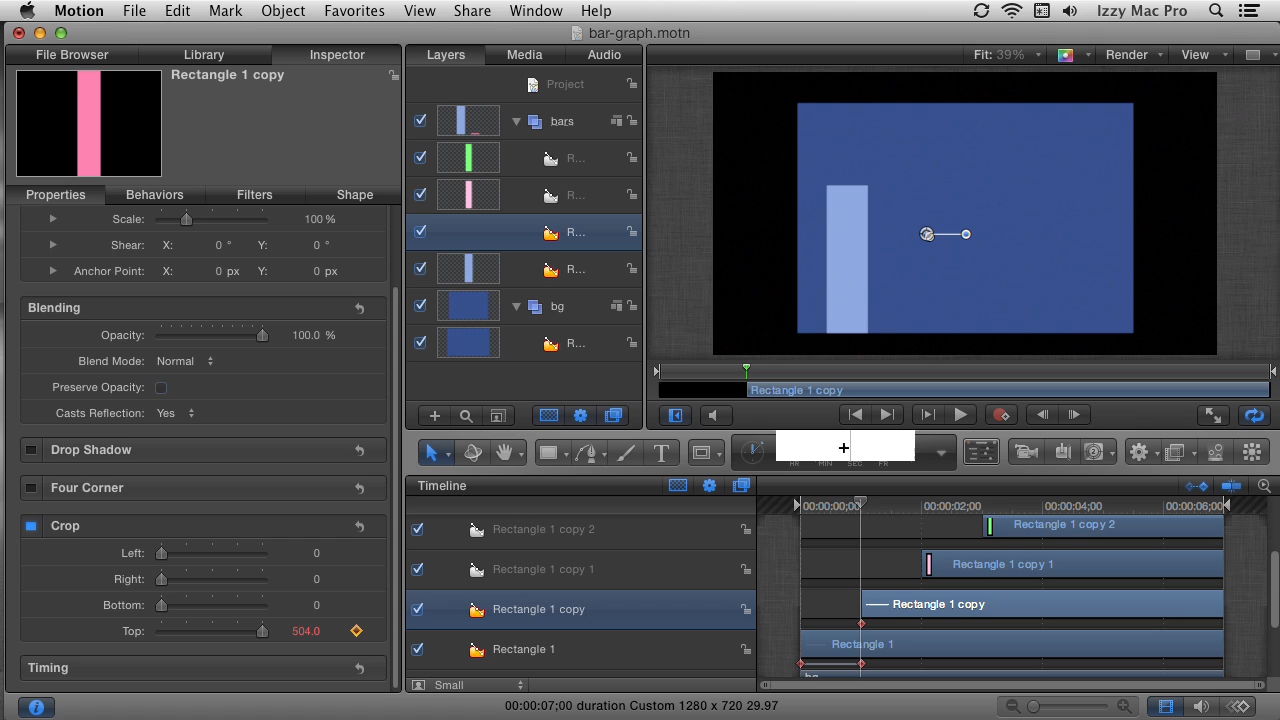 Motion File Edit Mark Object Favorites View Share Window Help Izzy Mac Pro
bar-graph.motn
File Browser Library Inspector Layers Media Audio Fit: 39% Render View
Rectangle 1 copy
Project
bars
R...
R...
R...
R...
bg
R...
Properties Behaviors Filters Shape
Scale: 100 %
Shear: X: 0 ° Y: 0 °
Anchor Point: X: 0 px Y: 0 px
Blending
Opacity: 100.0 %
Blend Mode: Normal
Preserve Opacity:
Casts Reflection: Yes
Drop Shadow
Four Corner
Crop
Left: 0
Right: 0
Bottom: 0
Top: 504.0
Timing
Rectangle 1 copy
+
T
HR MIN SEC FR
Timeline
00:00:00;00 00:00:02;00 00:00:04;00 00:00:06;00
Rectangle 1 copy 2 Rectangle 1 copy 2
Rectangle 1 copy 1 Rectangle 1 copy 1
Rectangle 1 copy Rectangle 1 copy
Rectangle 1 Rectangle 1
bg
Small
00:00:07;00 duration Custom 1280 x 720 29.97